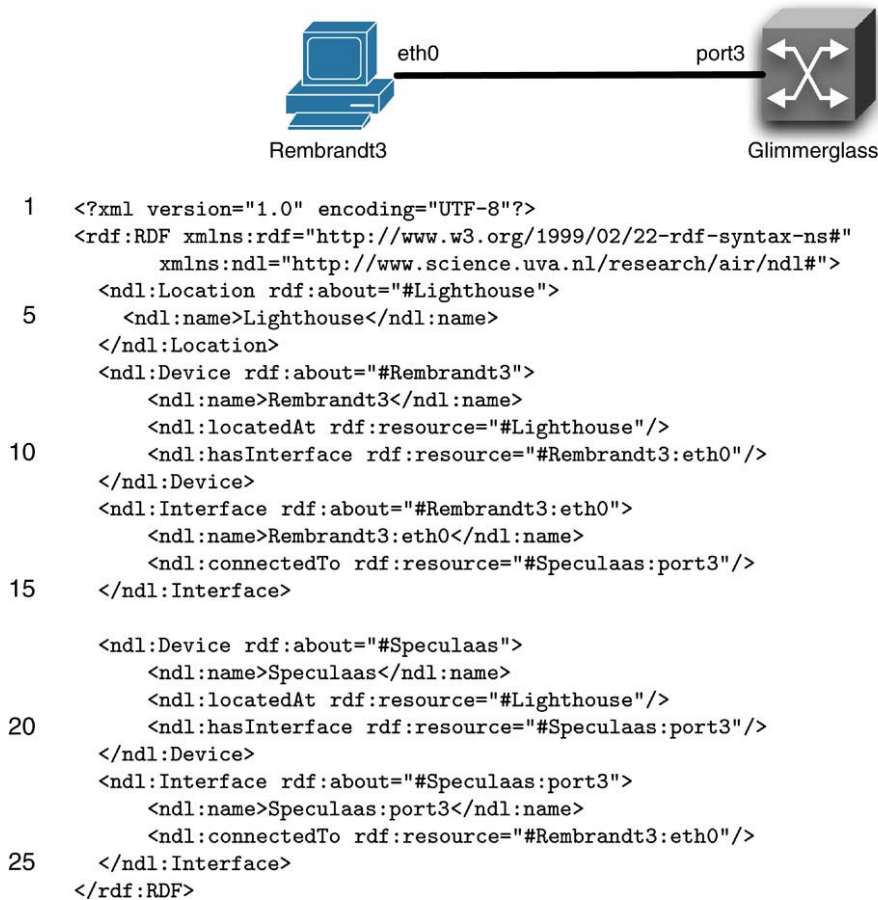 eth0 port3
Rembrandt3 Glimmerglass
1 <?xml version="1.0" encoding="UTF-8"?>
<rdf:RDF xmlns:rdf="http://www.w3.org/1999/02/22-rdf-syntax-ns#"
xmlns:ndl="http://www.science.uva.nl/research/air/ndl#">
<ndl:Location rdf:about="#Lighthouse">
5 <ndl:name>Lighthouse</ndl:name>
</ndl:Location>
<ndl:Device rdf:about="#Rembrandt3">
<ndl:name>Rembrandt3</ndl:name>
<ndl:locatedAt rdf:resource="#Lighthouse"/>
10 <ndl:hasInterface rdf:resource="#Rembrandt3:eth0"/>
</ndl:Device>
<ndl:Interface rdf:about="#Rembrandt3:eth0">
<ndl:name>Rembrandt3:eth0</ndl:name>
<ndl:connectedTo rdf:resource="#Speculaas:port3"/>
15 </ndl:Interface>
<ndl:Device rdf:about="#Speculaas">
<ndl:name>Speculaas</ndl:name>
<ndl:locatedAt rdf:resource="#Lighthouse"/>
20 <ndl:hasInterface rdf:resource="#Speculaas:port3"/>
</ndl:Device>
<ndl:Interface rdf:about="#Speculaas:port3">
<ndl:name>Speculaas:port3</ndl:name>
<ndl:connectedTo rdf:resource="#Rembrandt3:eth0"/>
25 </ndl:Interface>
</rdf:RDF>